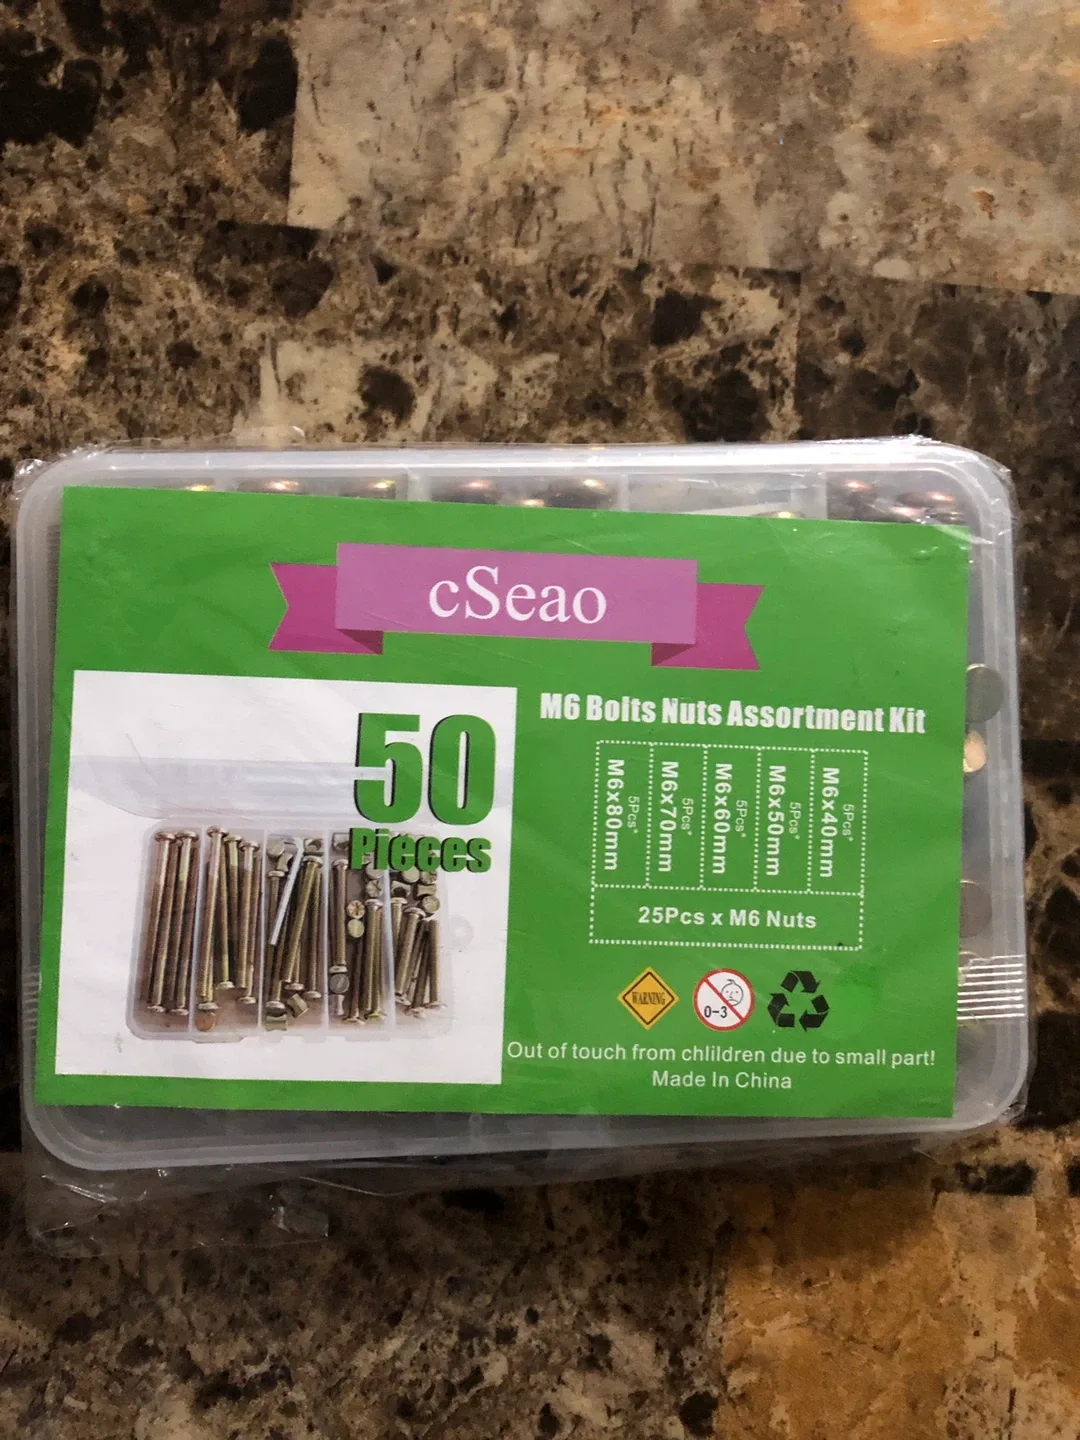 cSeao
50
Pieces
M6 Bolts Nuts Assortment Kit
5Pcs*
M6x80mm
5Pcs*
M6x70mm
5Pcs*
M6x60mm
5Pcs*
M6x50mm
5Pcs*
M6x40mm
25Pcs x M6 Nuts
WARNING
0-3
Out of touch from chlildren due to small part!
Made In China